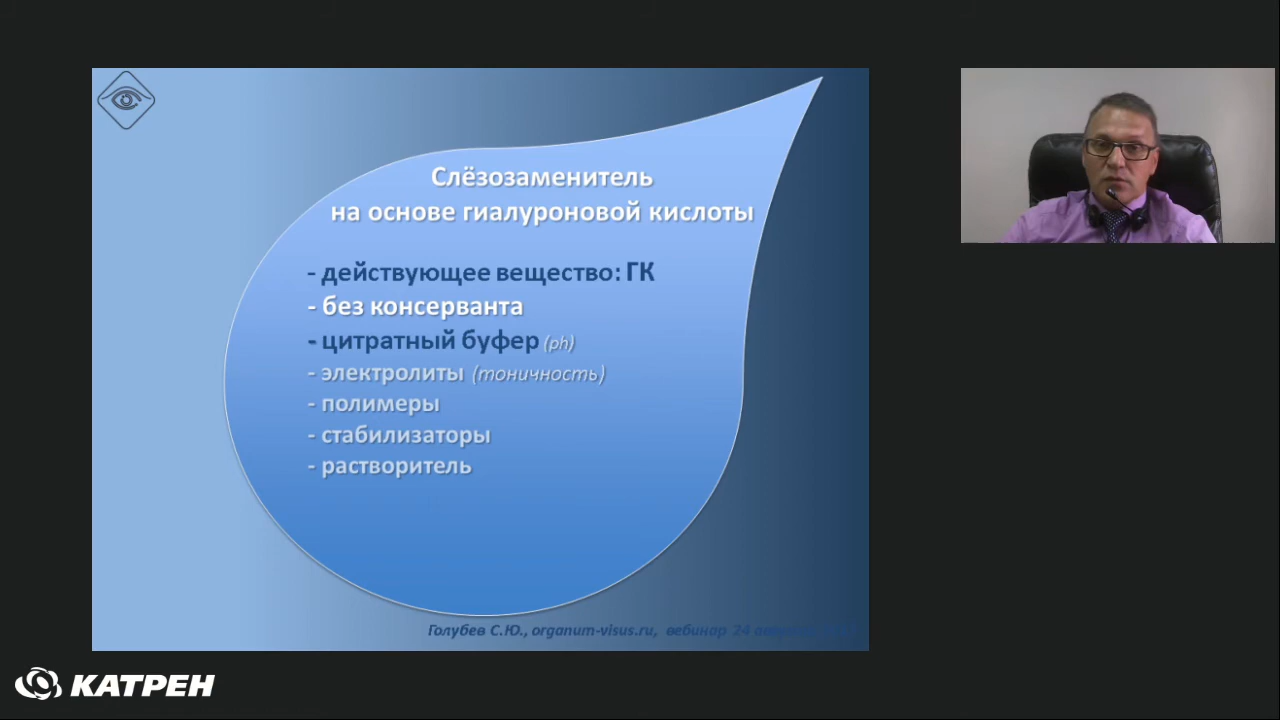 Слёзозаменитель
на основе гиалуроновой кислоты
- действующее вещество: ГК
- без консерванта
- цитратный буфер (ph)
- электролиты (тоничность)
- полимеры
- стабилизаторы
- растворитель
Голубев С.Ю., organum-visus.ru, вебинар 24
КАТРЕН